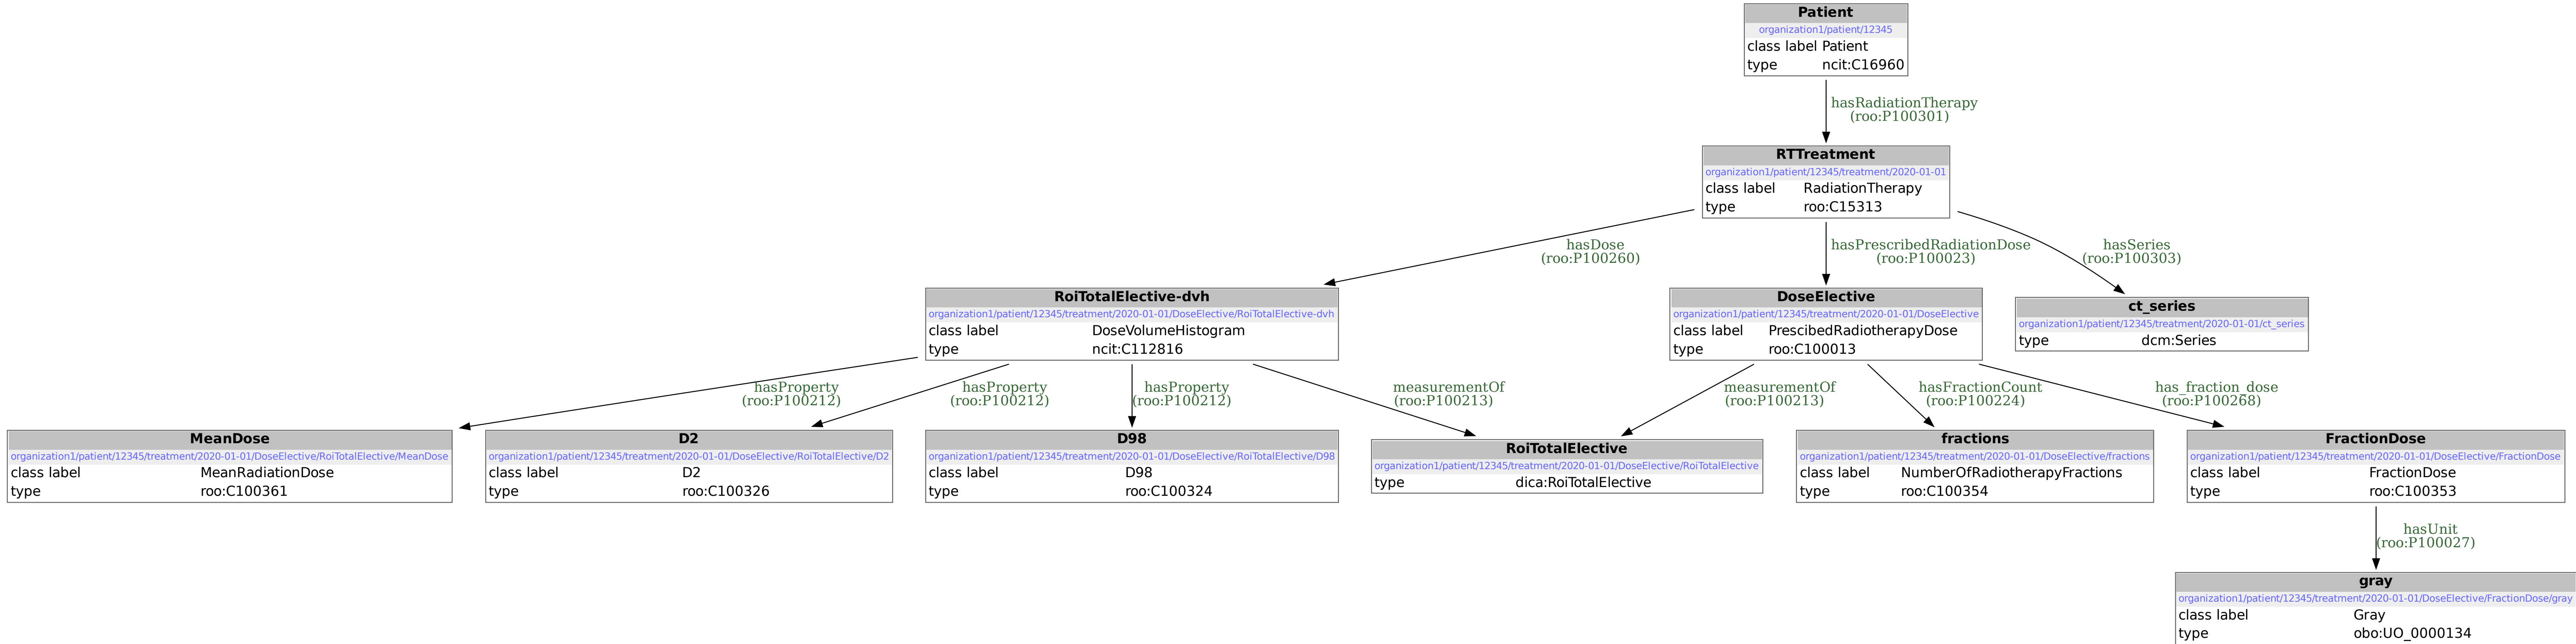 Patient
organization1/patient/12345
class label Patient
type ncit:C16960
hasRadiationTherapy
(roo:P100301)
RTTreatment
organization1/patient/12345/treatment/2020-01-01
class label RadiationTherapy
type roo:C15313
hasDose
(roo:P100260)
hasPrescribedRadiationDose
(roo:P100023)
hasSeries
(roo:P100303)
RoiTotalElective-dvh
organization1/patient/12345/treatment/2020-01-01/DoseElective/RoiTotalElective-dvh
class label DoseVolumeHistogram
type ncit:C112816
DoseElective
organization1/patient/12345/treatment/2020-01-01/DoseElective
class label PrescibedRadiotherapyDose
type roo:C100013
ct_series
organization1/patient/12345/treatment/2020-01-01/ct_series
type dcm:Series
hasProperty
(roo:P100212)
hasProperty
(roo:P100212)
hasProperty
(roo:P100212)
measurementOf
(roo:P100213)
measurementOf
(roo:P100213)
hasFractionCount
(roo:P100224)
has_fraction_dose
(roo:P100268)
MeanDose
organization1/patient/12345/treatment/2020-01-01/DoseElective/RoiTotalElective/MeanDose
class label MeanRadiationDose
type roo:C100361
D2
organization1/patient/12345/treatment/2020-01-01/DoseElective/RoiTotalElective/D2
class label D2
type roo:C100326
D98
organization1/patient/12345/treatment/2020-01-01/DoseElective/RoiTotalElective/D98
class label D98
type roo:C100324
RoiTotalElective
organization1/patient/12345/treatment/2020-01-01/DoseElective/RoiTotalElective
type dica:RoiTotalElective
fractions
organization1/patient/12345/treatment/2020-01-01/DoseElective/fractions
class label NumberOfRadiotherapyFractions
type roo:C100354
FractionDose
organization1/patient/12345/treatment/2020-01-01/DoseElective/FractionDose
class label FractionDose
type roo:C100353
hasUnit
(roo:P100027)
gray
organization1/patient/12345/treatment/2020-01-01/DoseElective/FractionDose/gray
class label Gray
type obo:UO_0000134